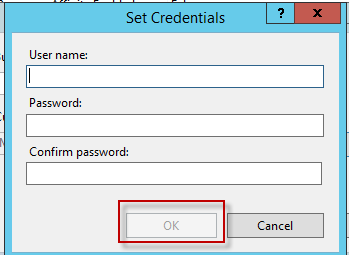 Set Credentials
?
X
User name:
Password:
Confirm password:
OK
Cancel